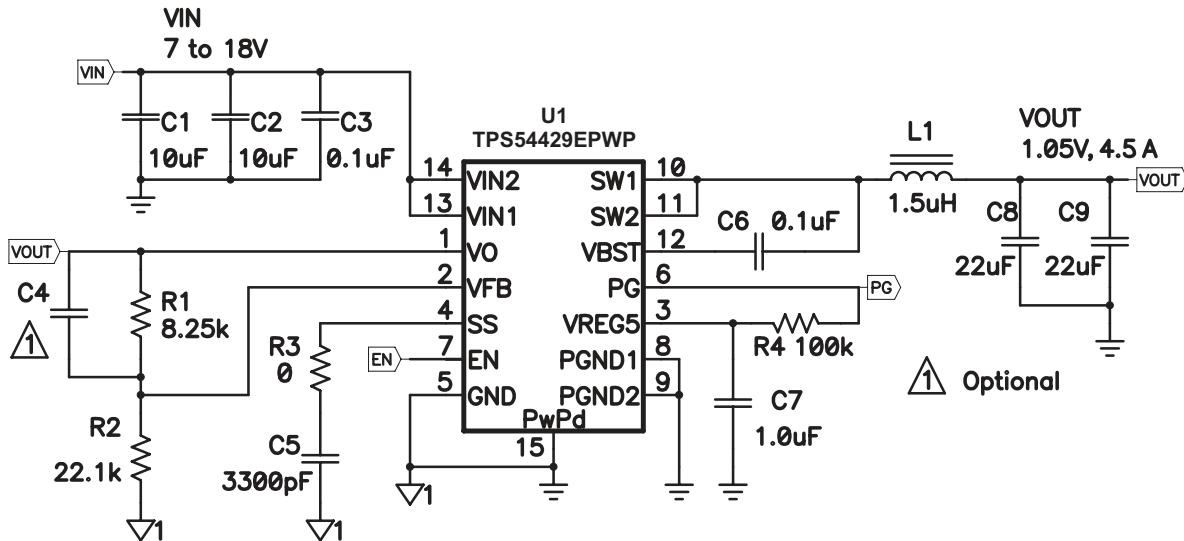 VIN
7 to 18V
VIN
C1
10uF
C2
10uF
C3
0.1uF
U1
TPS54429EPWP
14
VIN2
13
VIN1
1
VO
2
VFB
4
SS
7
EN
5
GND
PwPd
15
SW1
10
SW2
11
VBST
12
PG
6
VREG5
3
PGND1
8
PGND2
9
VOUT
C4
1
R1
8.25k
R2
22.1k
1
R3
0
C5
3300pF
1
EN
1
C6
0.1uF
L1
1.5uH
VOUT
1.05V, 4.5 A
VOUT
C8
22uF
C9
22uF
PG
R4 100k
C7
1.0uF
1 Optional